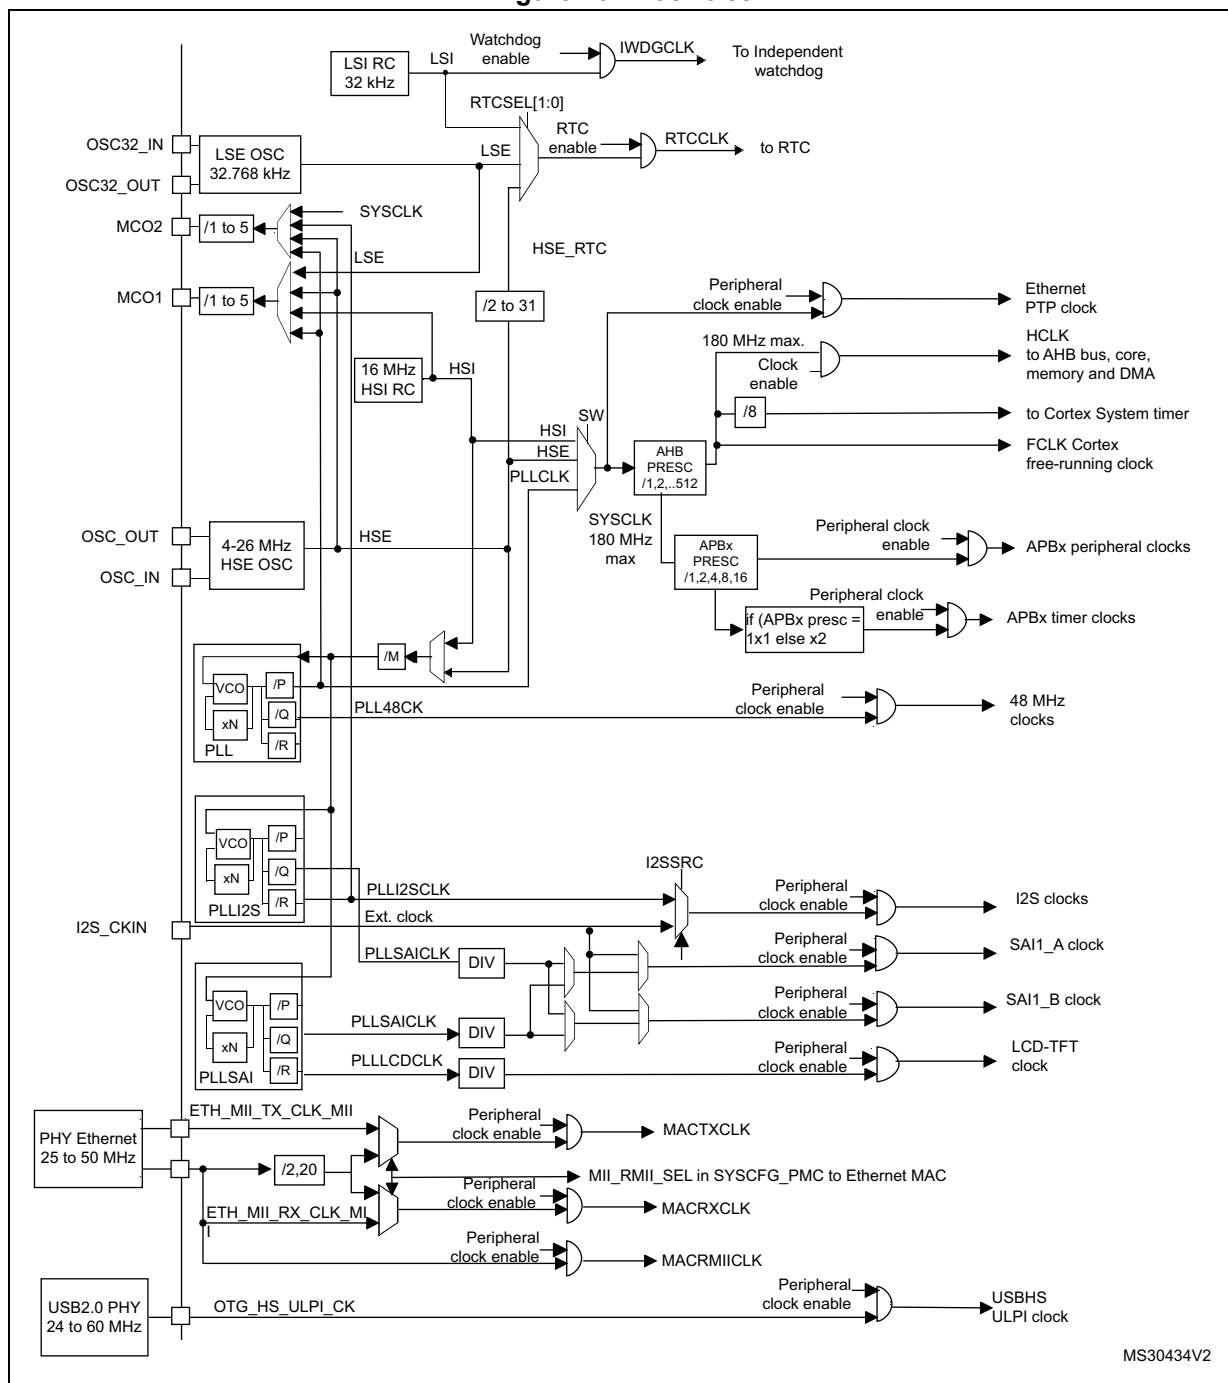 LSI RC
32 kHz
LSI
Watchdog
enable
IWDGCLK
To Independent
watchdog
RTCSEL[1:0]
OSC32_IN
OSC32_OUT
LSE OSC
32.768 kHz
LSE
RTC
enable
RTCCLK
to RTC
MCO2
/1 to 5
SYSCLK
LSE
HSE_RTC
MCO1
/1 to 5
/2 to 31
Peripheral
clock enable
Ethernet
PTP clock
16 MHz
HSI RC
HSI
180 MHz max.
Clock
enable
HCLK
to AHB bus, core,
memory and DMA
/8
to Cortex System timer
SW
HSI
HSE
PLLCLK
AHB
PRESC
/1,2,..512
FCLK Cortex
free-running clock
SYSCLK
180 MHz
max
OSC_OUT
OSC_IN
4-26 MHz
HSE OSC
HSE
APBx
PRESC
/1,2,4,8,16
Peripheral clock
enable
APBx peripheral clocks
if (APBx presc =
1x1 else x2
Peripheral clock
enable
APBx timer clocks
/M
VCO
xN
/P
/Q
/R
PLL
PLL48CK
Peripheral
clock enable
48 MHz
clocks
VCO
xN
/P
/Q
/R
PLLI2S
I2SSRC
PLLI2SCLK
Peripheral
clock enable
I2S clocks
I2S_CKIN
Ext. clock
PLLSAICLK
DIV
Peripheral
clock enable
SAI1_A clock
VCO
xN
/P
/Q
/R
PLLSAI
PLLSAICLK
DIV
Peripheral
clock enable
SAI1_B clock
PLLLCDCLK
DIV
Peripheral
clock enable
LCD-TFT
clock
PHY Ethernet
25 to 50 MHz
ETH_MII_TX_CLK_MII
Peripheral
clock enable
MACTXCLK
/2,20
MII_RMII_SEL in SYSCFG_PMC to Ethernet MAC
ETH_MII_RX_CLK_MI
I
Peripheral
clock enable
MACRXCLK
Peripheral
clock enable
MACRMIICLK
USB2.0 PHY
24 to 60 MHz
OTG_HS_ULPI_CK
Peripheral
clock enable
USBHS
ULPI clock
MS30434V2